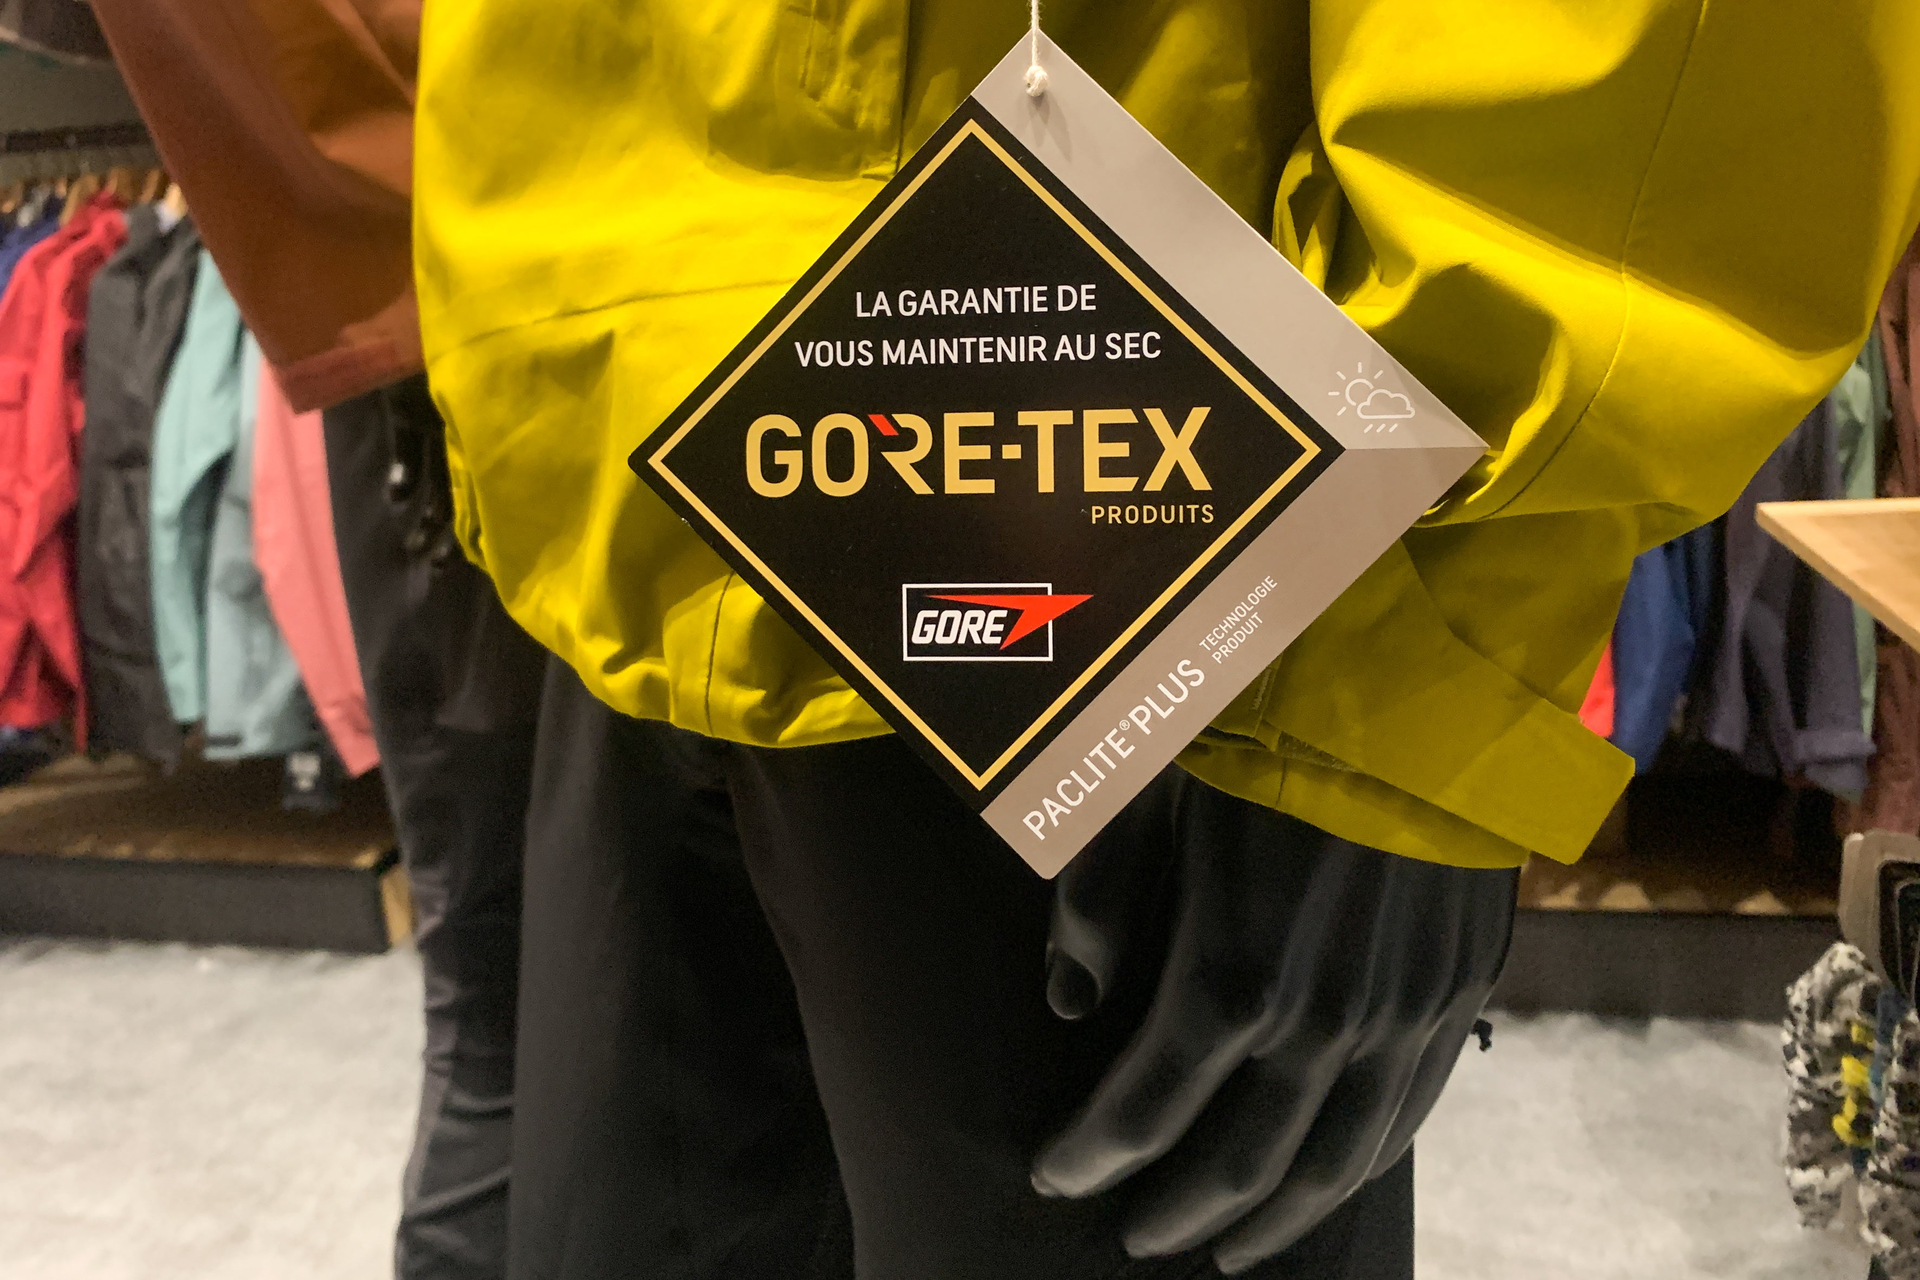 LA GARANTIE DE
VOUS MAINTENIR AU SEC
GORE-TEX
PRODUITS
GORE
PACLITE® PLUS
TECHNOLOGIE
PRODUIT